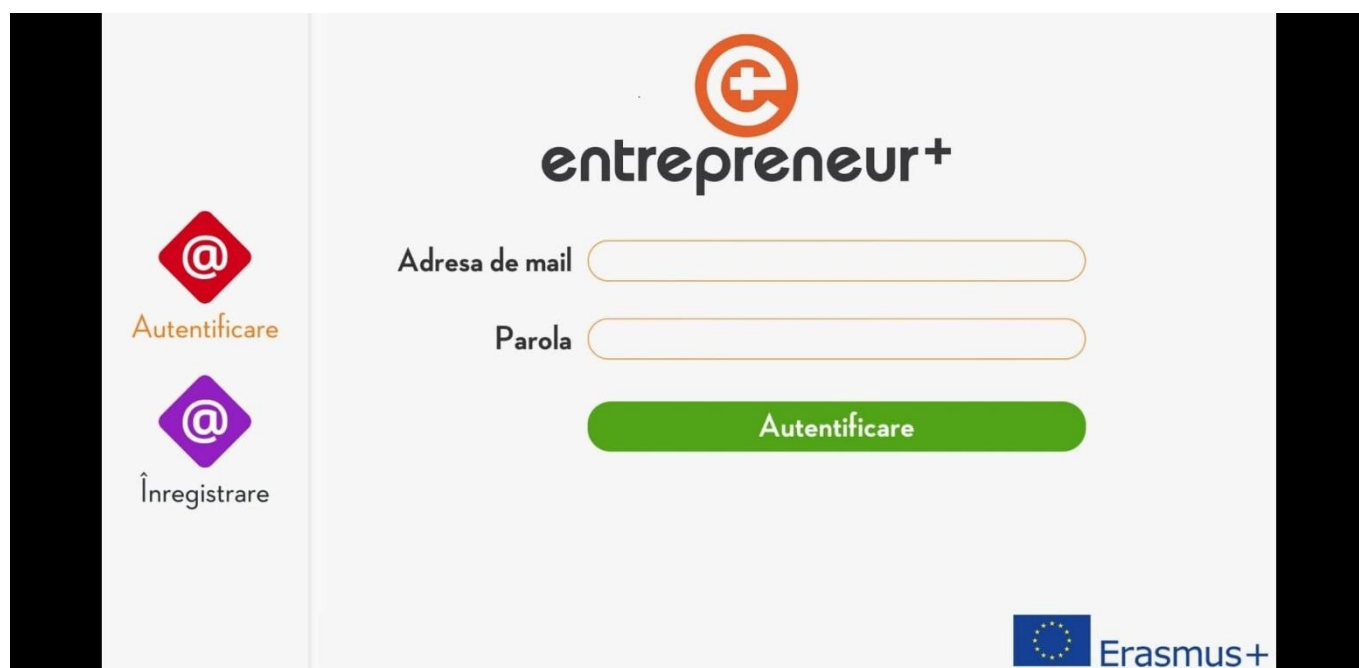 entrepreneur+
@
Autentificare
@
Înregistrare
Adresa de mail
Parola
Autentificare
Erasmus+